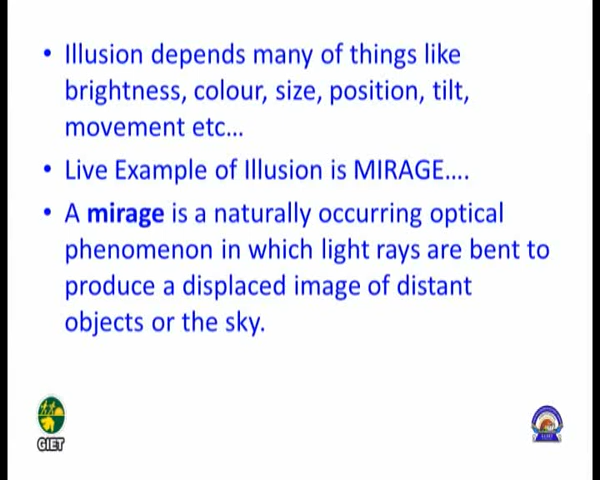 • Illusion depends many of things like
brightness, colour, size, position, tilt,
movement etc...
• Live Example of Illusion is MIRAGE....
• A mirage is a naturally occurring optical
phenomenon in which light rays are bent to
produce a displaced image of distant
objects or the sky.
GIET